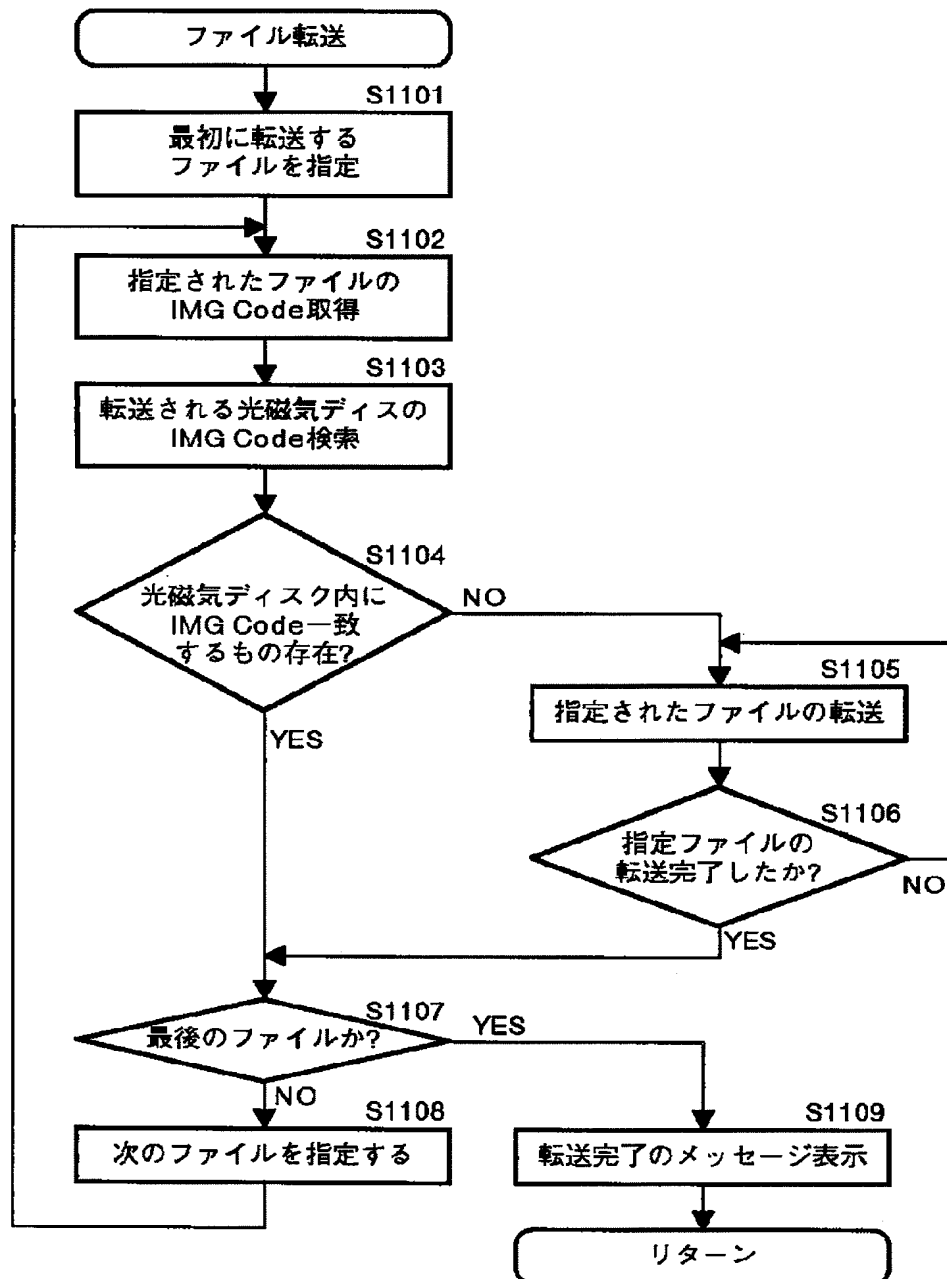 ファイル転送
S1101
最初に転送する
ファイルを指定
S1102
指定されたファイルの
IMG Code取得
S1103
転送される光磁気ディスの
IMG Code検索
S1104
光磁気ディスク内に
IMG Code一致
するもの存在?
NO
YES
S1105
指定されたファイルの転送
S1106
指定ファイルの
転送完了したか?
NO
YES
S1107
最後のファイルか?
YES
NO
S1108
次のファイルを指定する
S1109
転送完了のメッセージ表示
リターン